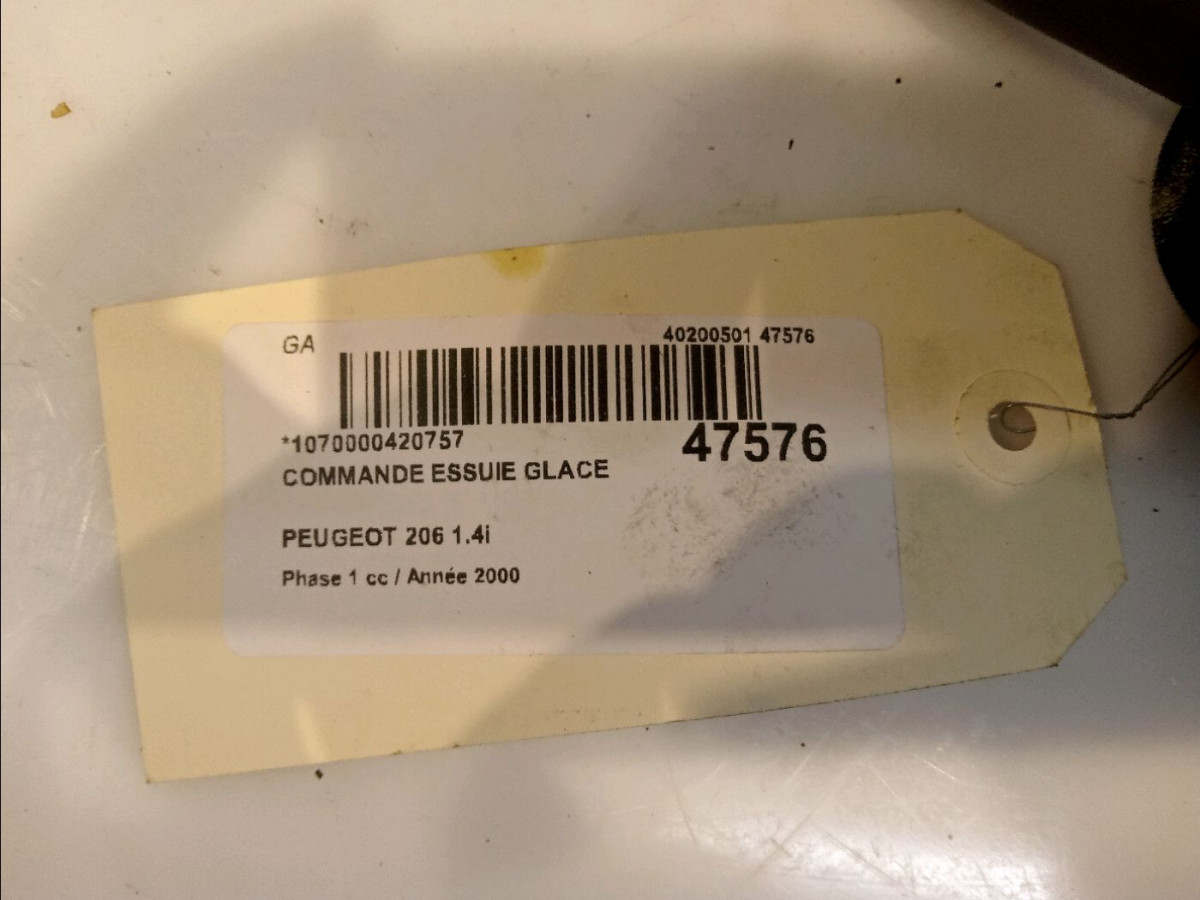 GA
40200501 47576
*1070000420757
47576
COMMANDE ESSUIE GLACE
PEUGEOT 206 1.4i
Phase 1 cc / Année 2000